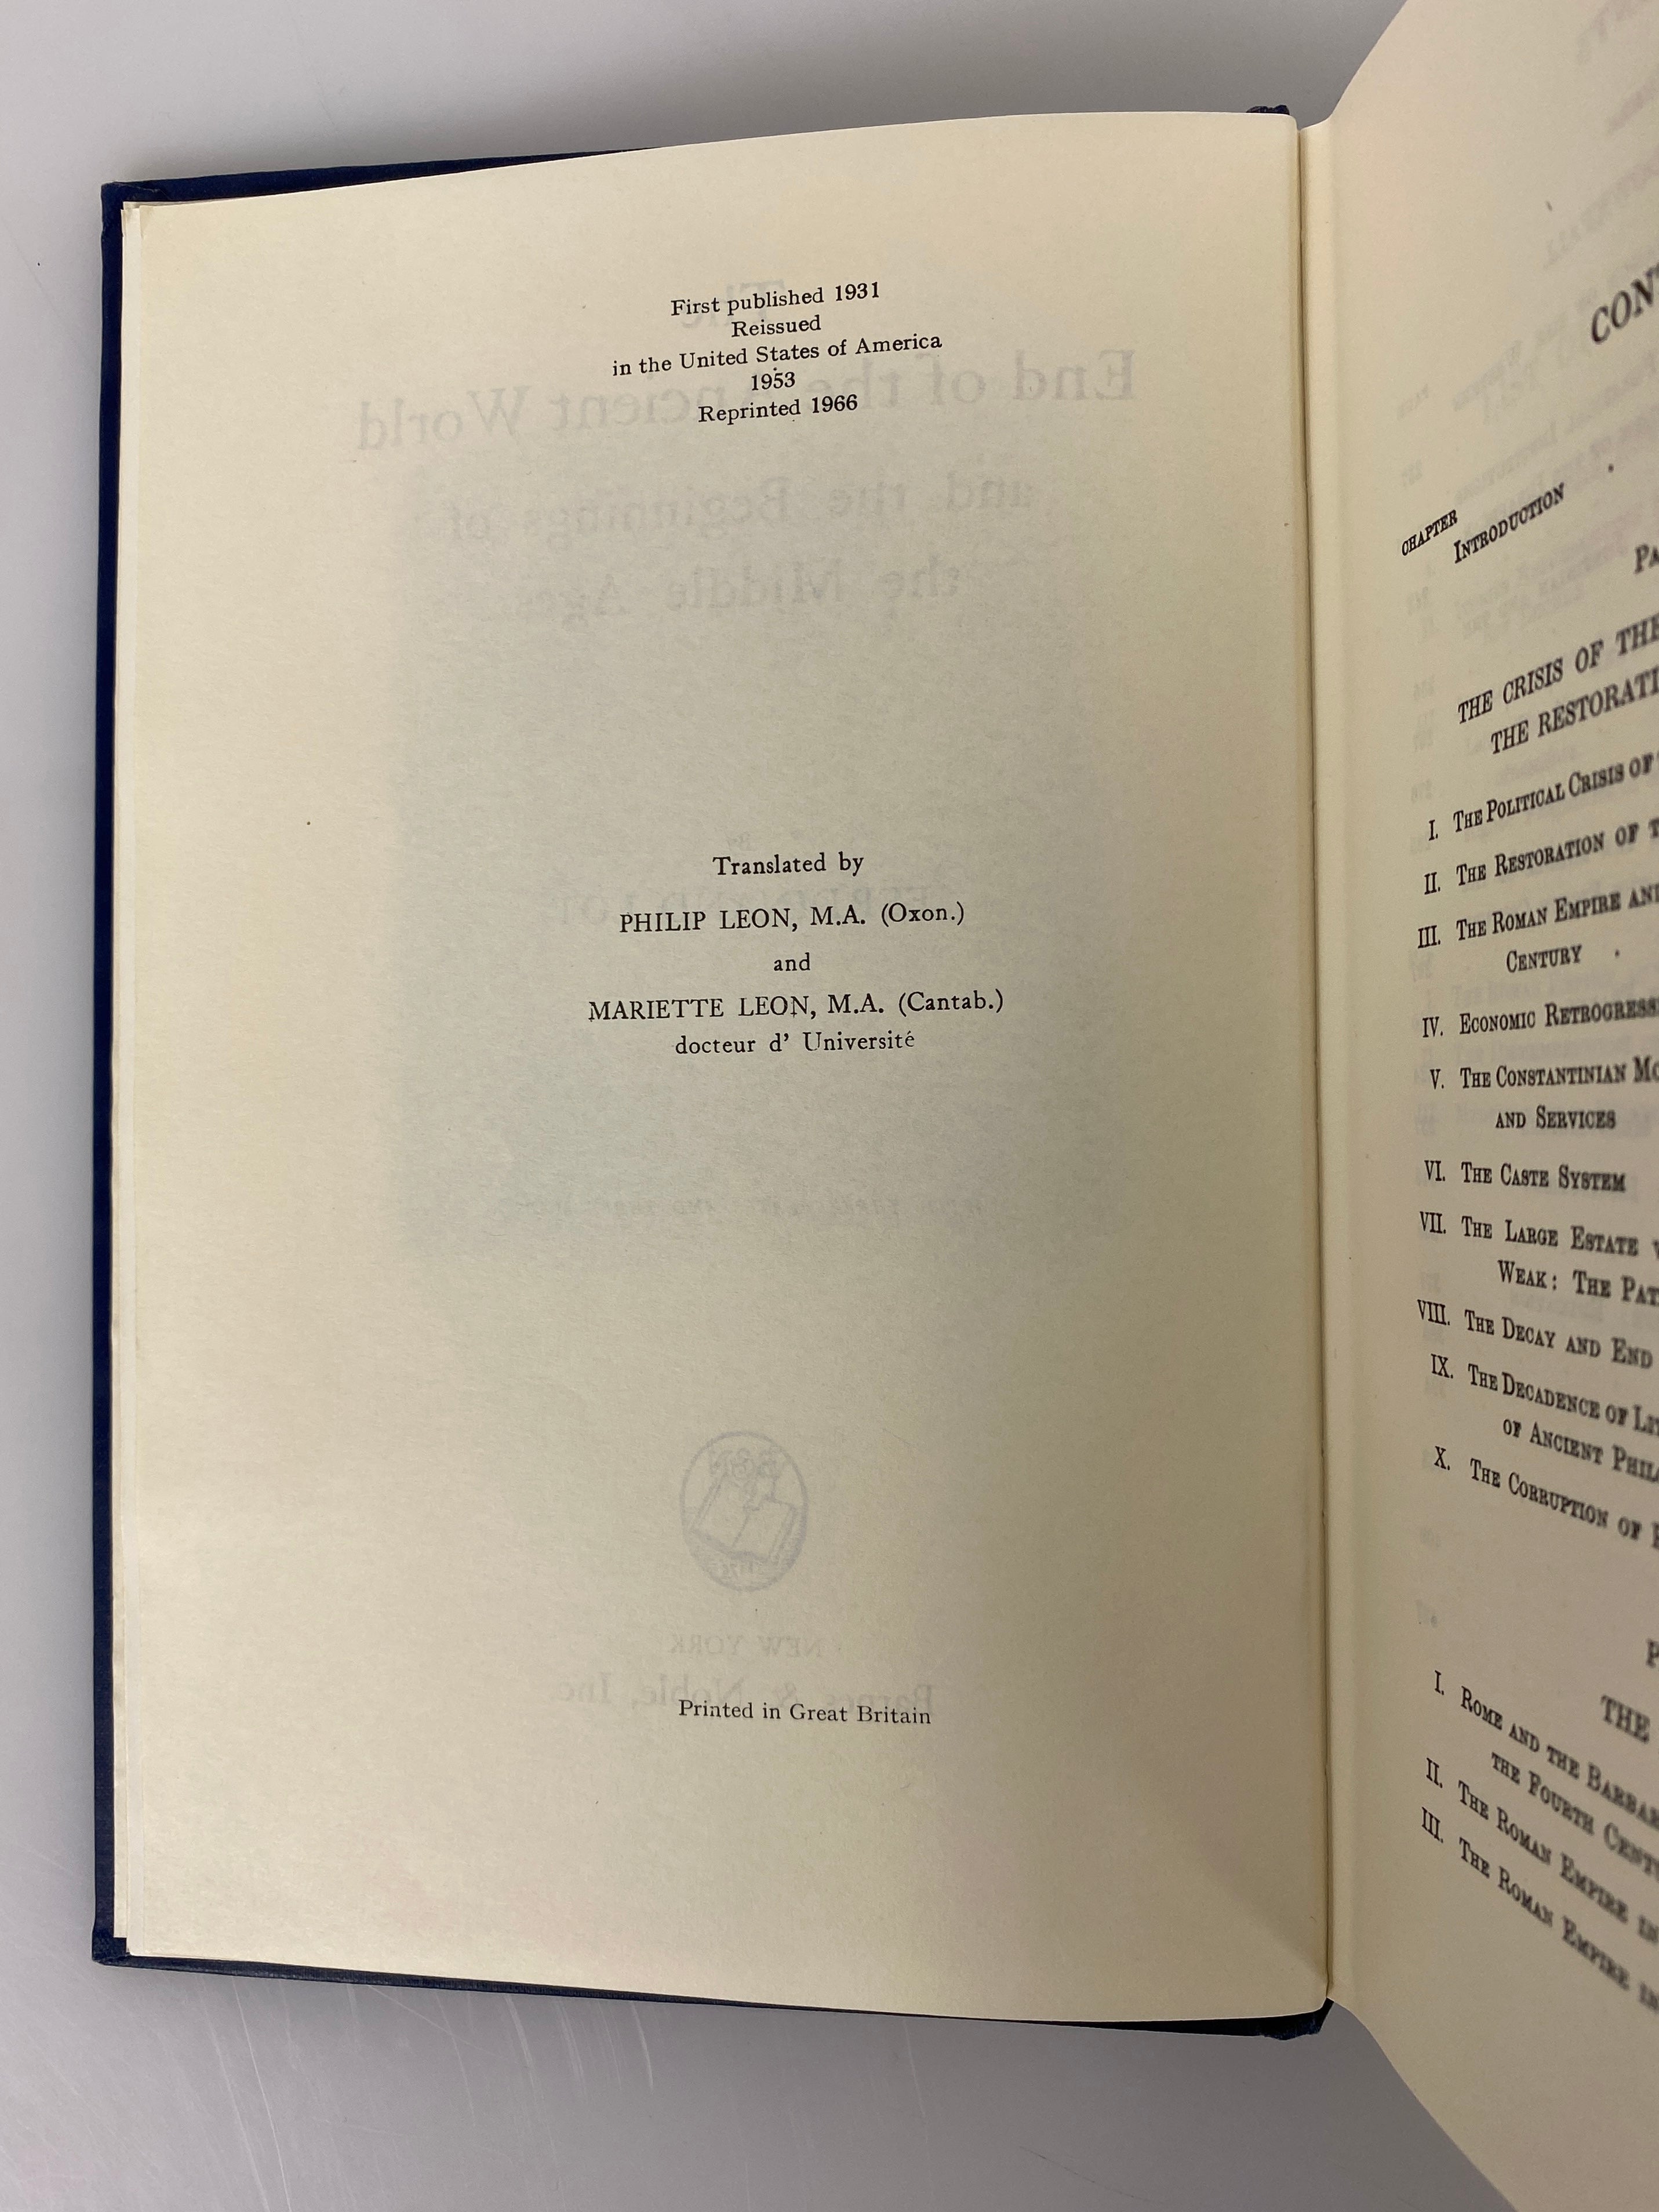 First published 1931
Reissued
in the United States of America
1953
Reprinted 1966
Translated by
PHILIP LEON, M.A. (Oxon.)
and
MARIETTE LEON, M.A. (Cantab.)
docteur d' Université
Printed in Great Britain
CHAPTER
INTRODUCTION
THE CRISIS OF THE
THE
I. THE POLITICAL CRISIS OF
II. THE RESTORATION OF
III. THE ROMAN EMPIRE AND
CENTURY
IV. ECONOMIC
V. THE CONSTANTINIAN
AND SERVICES
VI. THE CASTE SYSTEM
VII. THE LARGE ESTATE
WEAK: THE
VIII. THE DECAY AND END
IX. THE DECADENCE OF
OF ANCIENT
X. THE CORRUPTION OF
THE
I. ROME AND THE
THE FOURTH
II. THE ROMAN EMPIRE IN
III. THE ROMAN EMPIRE IN